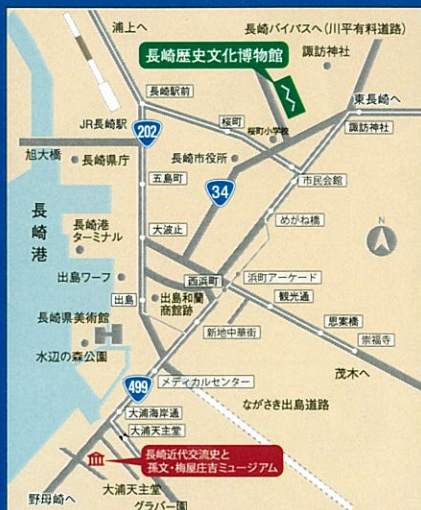 浦上へ
長崎バイパスへ(川平有料道路)
長崎歴史文化博物館
諏訪神社
長崎駅前
東長崎へ
JR長崎駅
202
桜町
桜町小学校
諏訪神社
旭大橋
長崎県庁
長崎市役所
市民会館
五島町
34
めがね橋
長崎港
大波止
N
長崎港
ターミナル
西浜町
浜町アーケード
出島ワーフ
観光通
出島
出島和蘭
商館跡
思案橋
長崎県美術館
新地中華街
崇福寺
水辺の森公園
茂木へ
499
メディカルセンター
ながさき出島道路
大浦海岸通
大浦天主堂
長崎近代交流史と
孫文・梅屋庄吉ミュージアム
野母崎へ
大浦天主堂
グラバー園